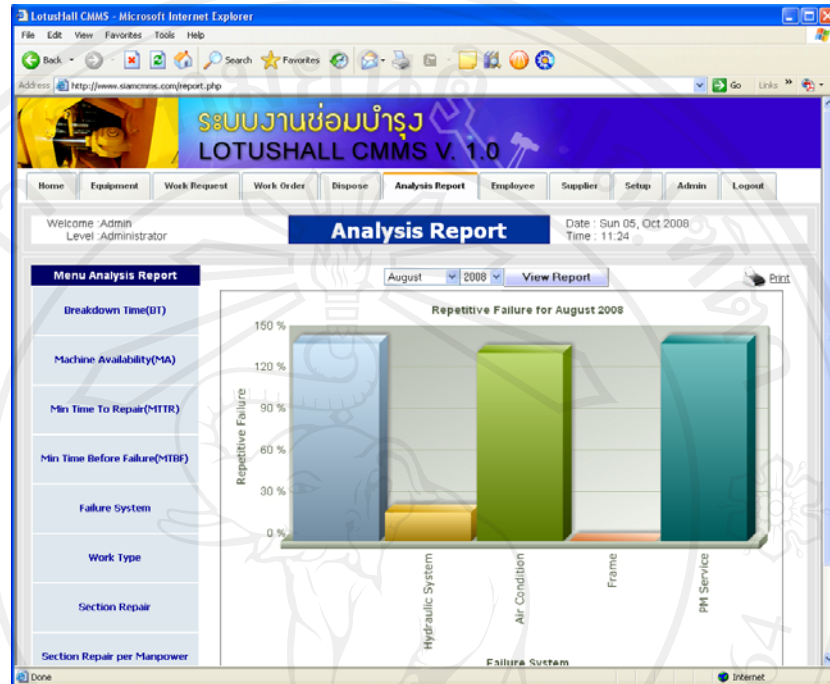 LotusHall CMMS - Microsoft Internet Explorer
File Edit View Favorites Tools Help
Back Search Favorites
Address http://www.siamcmms.com/report.php Go Links
ระบบงานซ่อมบำรุง
LOTUSHALL CMMS V. 1.0
Home Equipment Work Request Work Order Dispose Analysis Report Employee Supplier Setup Admin Logout
Welcome :Admin
Level :Administrator
Analysis Report
Date : Sun 05, Oct 2008
Time : 11:24
Menu Analysis Report
Breakdown Time(BT)
Machine Availability(MA)
Min Time To Repair(MTTR)
Min Time Before Failure(MTBF)
Failure System
Work Type
Section Repair
Section Repair per Manpower
August 2008 View Report Print
Repetitive Failure for August 2008
Repetitive Failure
150 %
120 %
90 %
60 %
30 %
0 %
Hydraulic System
Air Condition
Frame
PM Service
Failure System
Done Internet